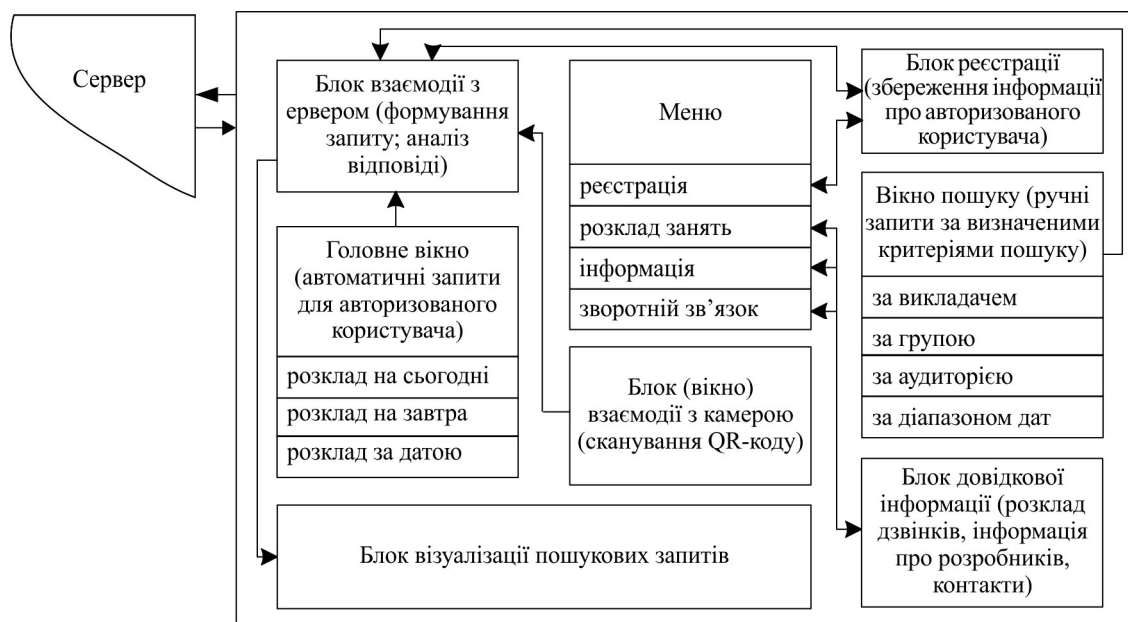 Сервер
Блок взаємодії з
ервером (формування
запиту; аналіз
відповіді)
Головне вікно
(автоматичні запити
для авторизованого
користувача)
розклад на сьогодні
розклад на завтра
розклад за датою
Меню
реєстрація
розклад занять
інформація
зворотній зв’язок
Блок (вікно)
взаємодії з камерою
(сканування QR-коду)
Блок реєстрації
(збереження інформації
про авторизованого
користувача)
Вікно пошуку (ручні
запити за визначеними
критеріями пошуку)
за викладачем
за групою
за аудиторією
за діапазоном дат
Блок довідкової
інформації (розклад
дзвінків, інформація
про розробників,
контакти)
Блок візуалізації пошукових запитів